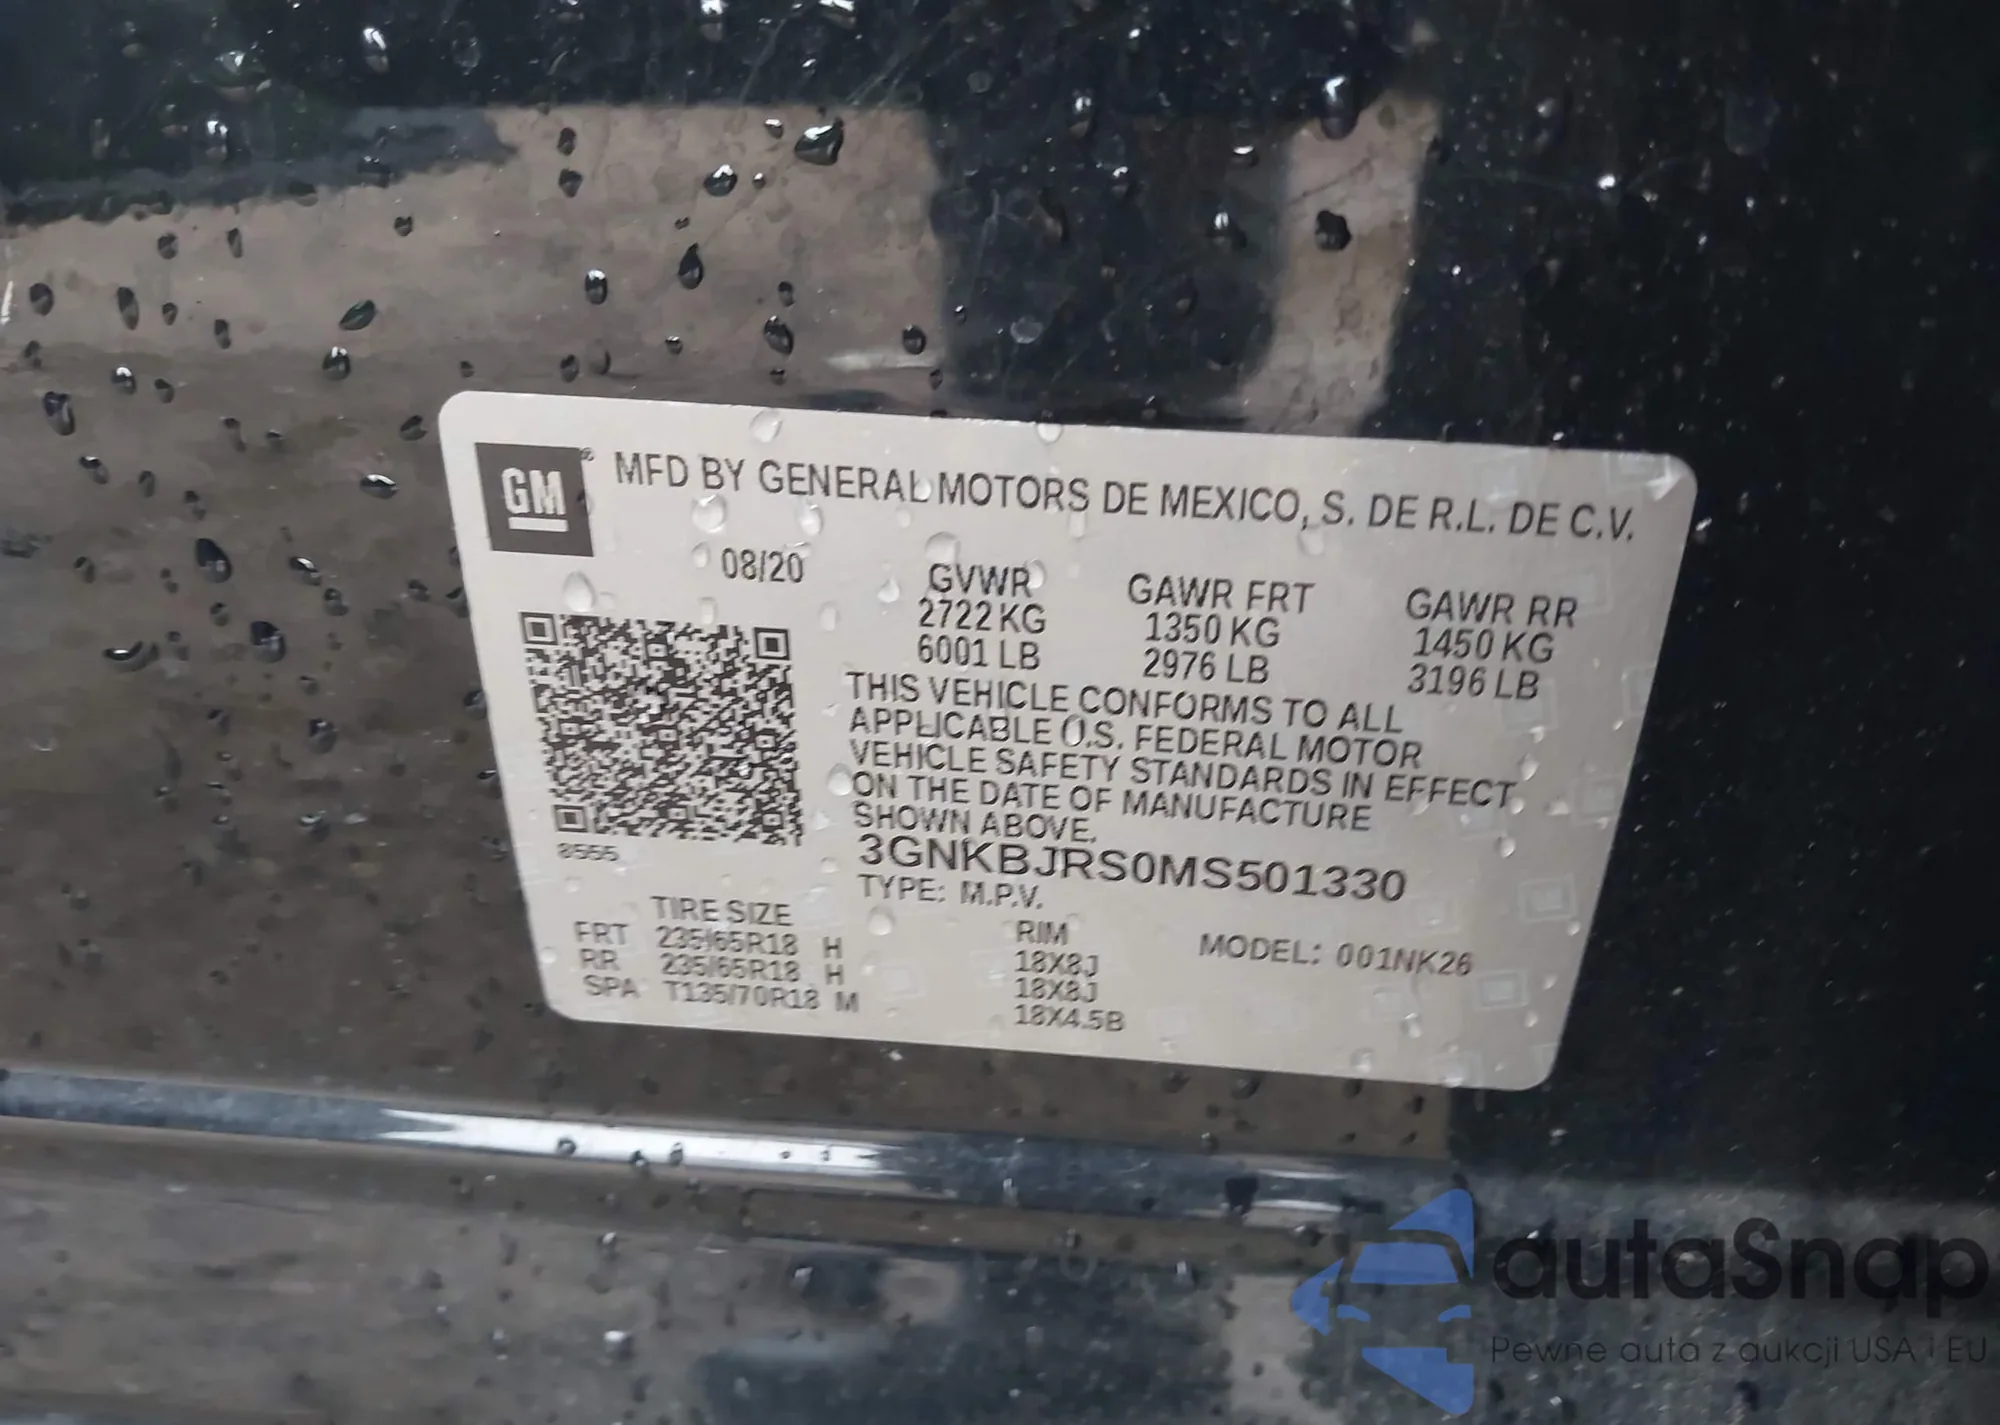 GM® MFD BY GENERAL MOTORS DE MEXICO, S. DE R.L. DE C.V.
08/20
GVWR GAWR FRT GAWR RR
2722 KG 1350 KG 1450 KG
6001 LB 2976 LB 3196 LB
THIS VEHICLE CONFORMS TO ALL
APPLICABLE U.S. FEDERAL MOTOR
VEHICLE SAFETY STANDARDS IN EFFECT
ON THE DATE OF MANUFACTURE
SHOWN ABOVE.
8555
3GNKBJRS0MS501330
TYPE: M.P.V.
TIRE SIZE RIM MODEL: 001NK26
FRT 235/65R18 H 18X8J
RR 235/65R18 H 18X8J
SPA T135/70R18 M 18X4.5B
autaSnap
Pewne auta z aukcji USA i EU